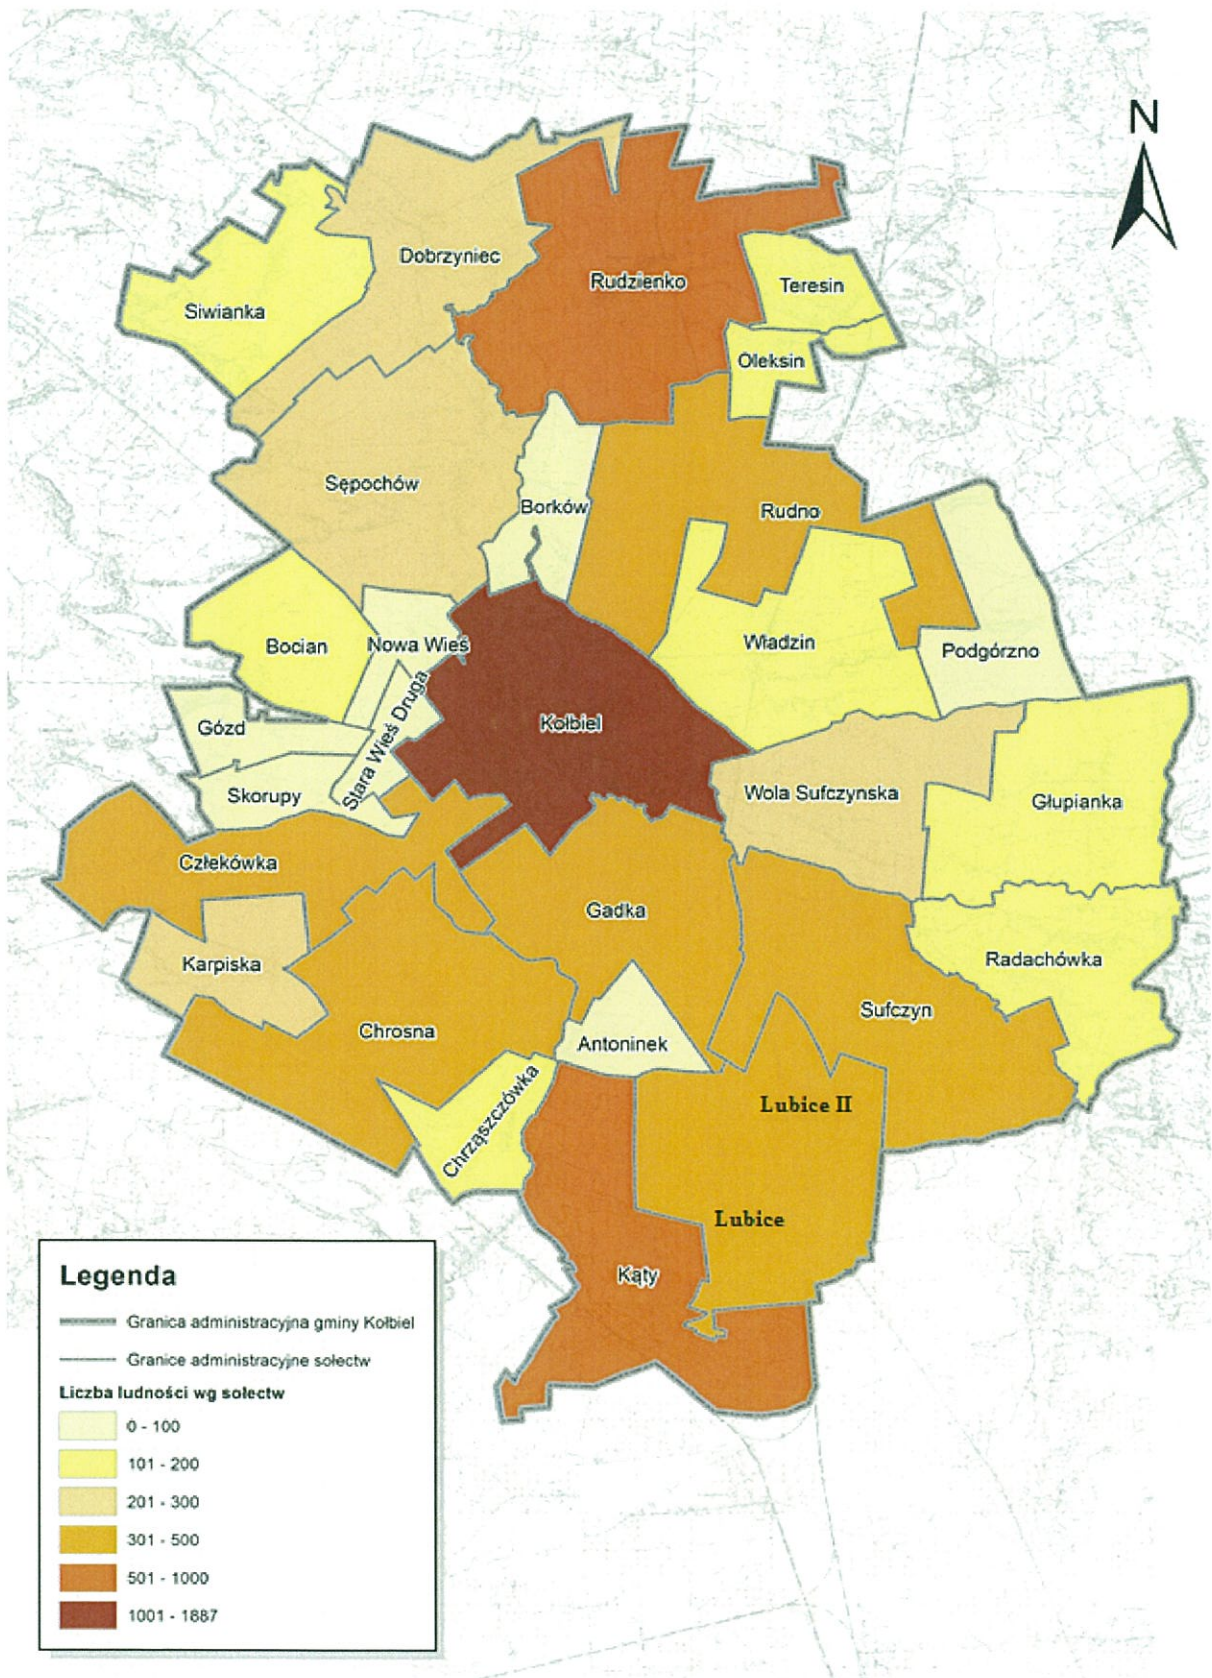 N
Dobrzyniec
Rudzienko
Teresin
Siwianka
Oleksin
Sępochów
Borków
Rudno
Bocian
Nowa Wieś
Władzin
Podgórzno
Gózd
Stara Wieś Druga
Kołbiel
Skorupy
Wola Sufczynska
Głupianka
Człekówka
Gadka
Karpiska
Radachówka
Chrosna
Antoninek
Sufczyn
Chrząszczówka
Lubice II
Lubice
Kąty
Legenda
Granica administracyjna gminy Kołbiel
Granice administracyjne sołectw
Liczba ludności wg sołectw
0 - 100
101 - 200
201 - 300
301 - 500
501 - 1000
1001 - 1887